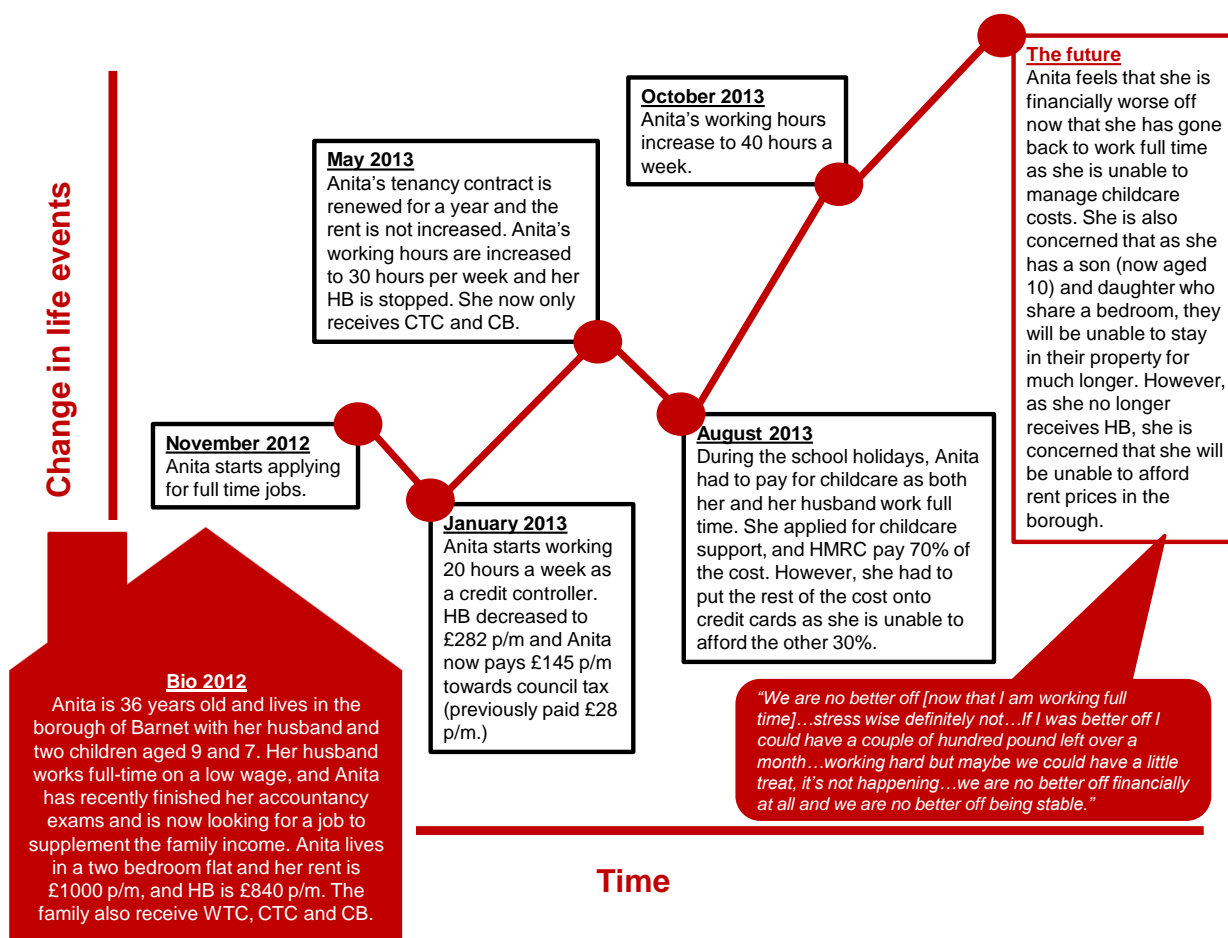 Change in life events
Bio 2012
Anita is 36 years old and lives in the
borough of Barnet with her husband and
two children aged 9 and 7. Her husband
works full-time on a low wage, and Anita
has recently finished her accountancy
exams and is now looking for a job to
supplement the family income. Anita lives
in a two bedroom flat and her rent is
£1000 p/m, and HB is £840 p/m. The
family also receive WTC, CTC and CB.
November 2012
Anita starts applying
for full time jobs.
January 2013
Anita starts working
20 hours a week as
a credit controller.
HB decreased to
£282 p/m and Anita
now pays £145 p/m
towards council tax
(previously paid £28
p/m.)
May 2013
Anita’s tenancy contract is
renewed for a year and the
rent is not increased. Anita’s
working hours are increased
to 30 hours per week and her
HB is stopped. She now only
receives CTC and CB.
August 2013
During the school holidays, Anita
had to pay for childcare as both
her and her husband work full
time. She applied for childcare
support, and HMRC pay 70% of
the cost. However, she had to
put the rest of the cost onto
credit cards as she is unable to
afford the other 30%.
October 2013
Anita’s working hours
increase to 40 hours a
week.
The future
Anita feels that she is
financially worse off
now that she has gone
back to work full time
as she is unable to
manage childcare
costs. She is also
concerned that as she
has a son (now aged
10) and daughter who
share a bedroom, they
will be unable to stay
in their property for
much longer. However,
as she no longer
receives HB, she is
concerned that she will
be unable to afford
rent prices in the
borough.
“We are no better off [now that I am working full
time]…stress wise definitely not…If I was better off I
could have a couple of hundred pound left over a
month…working hard but maybe we could have a little
treat, it’s not happening…we are no better off financially
at all and we are no better off being stable.”
Time